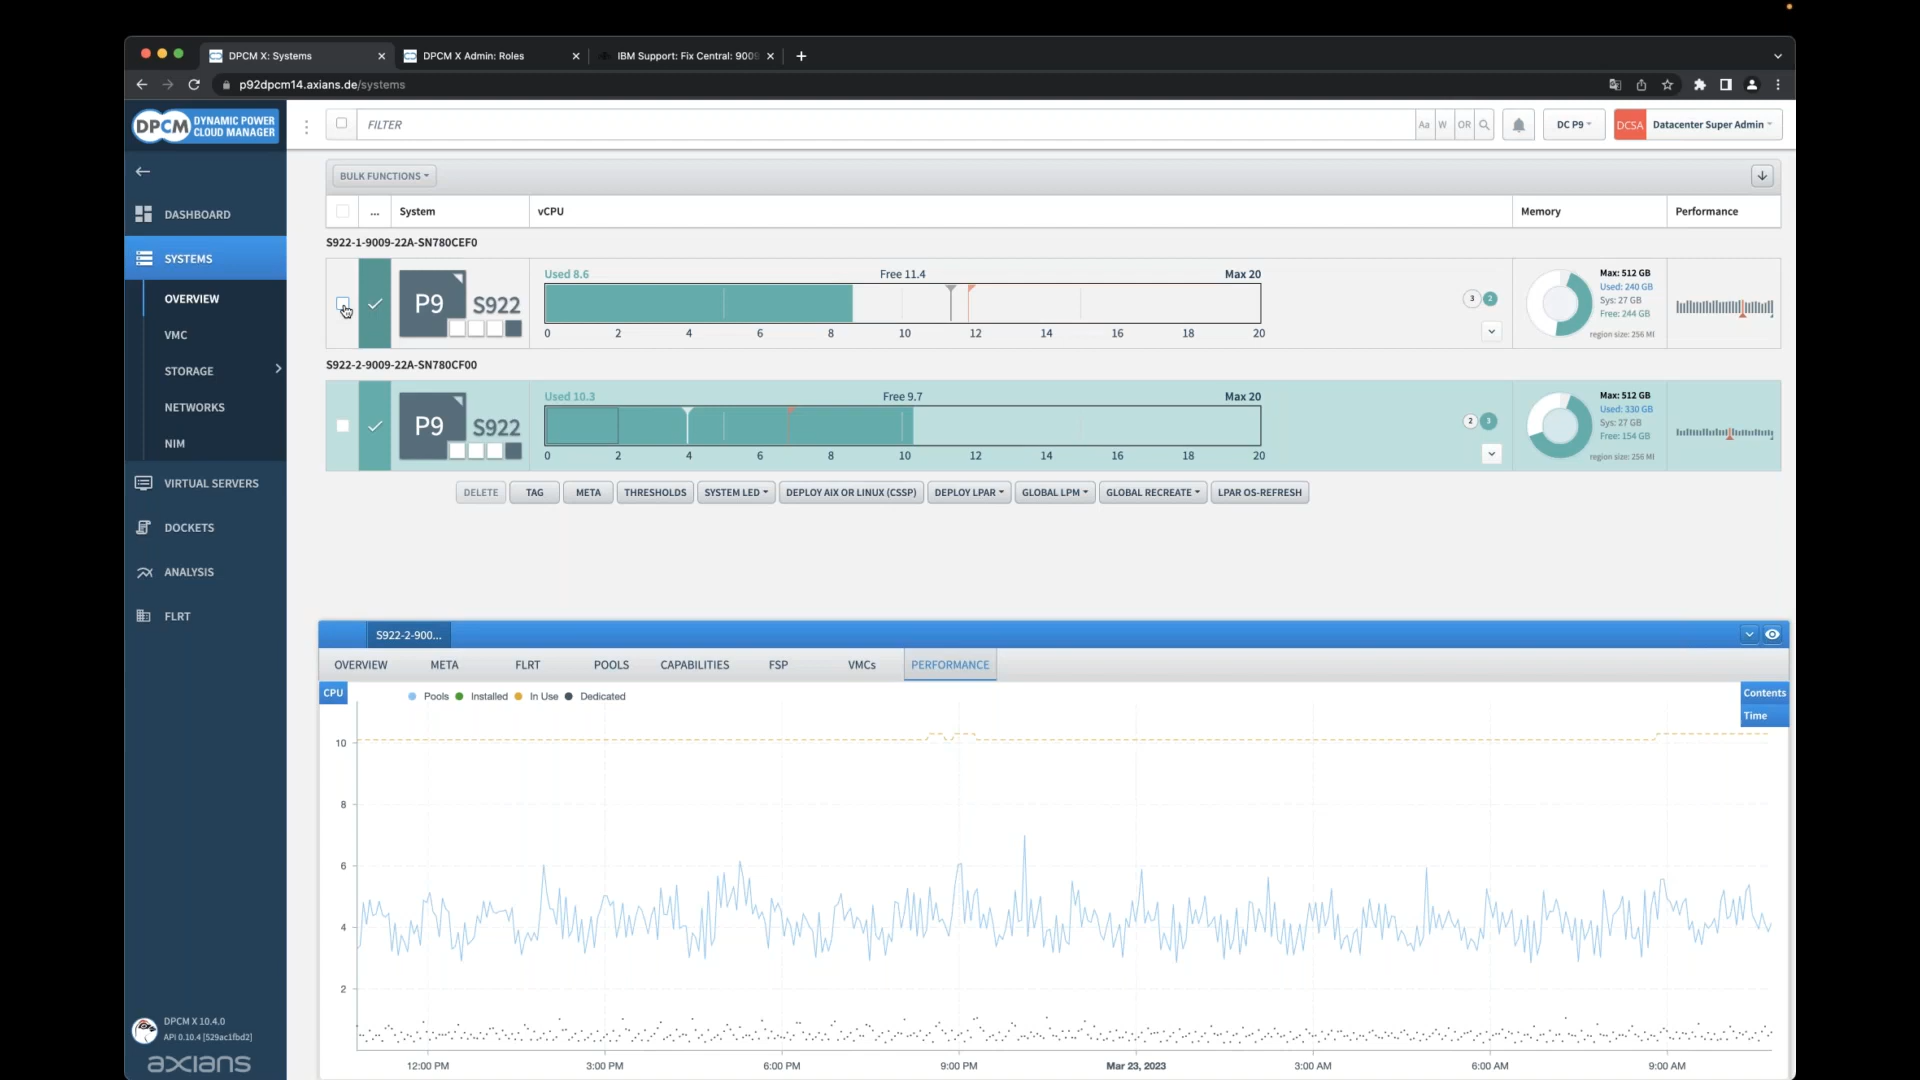 DPCM X: Systems
DPCM X Admin: Roles
IBM Support: Fix Central: 9009
p92dpcm14.axians.de/systems
DPCM DYNAMIC POWER CLOUD MANAGER
FILTER
Aa W OR
DC P9
DCSA Datacenter Super Admin
DASHBOARD
SYSTEMS
OVERVIEW
VMC
STORAGE
NETWORKS
NIM
VIRTUAL SERVERS
DOCKETS
ANALYSIS
FLRT
DPCM X 10.4.0
API 0.10.4 [529ac1fbd2]
axians
BULK FUNCTIONS
... System vCPU Memory Performance
S922-1-9009-22A-SN780CEF0
P9 S922
Used 8.6 Free 11.4 Max 20
0 2 4 6 8 10 12 14 16 18 20
3 2
Max: 512 GB
Used: 240 GB
Sys: 27 GB
Free: 244 GB
region size: 256 MI
S922-2-9009-22A-SN780CF00
P9 S922
Used 10.3 Free 9.7 Max 20
0 2 4 6 8 10 12 14 16 18 20
2 3
Max: 512 GB
Used: 330 GB
Sys: 27 GB
Free: 154 GB
region size: 256 MI
DELETE TAG META THRESHOLDS SYSTEM LED DEPLOY AIX OR LINUX (CSSP) DEPLOY LPAR GLOBAL LPM GLOBAL RECREATE LPAR OS-REFRESH
S922-2-900...
OVERVIEW META FLRT POOLS CAPABILITIES FSP VMCs PERFORMANCE
CPU
Pools Installed In Use Dedicated
Contents
Time
10
8
6
4
2
12:00 PM 3:00 PM 6:00 PM 9:00 PM Mar 23, 2023 3:00 AM 6:00 AM 9:00 AM